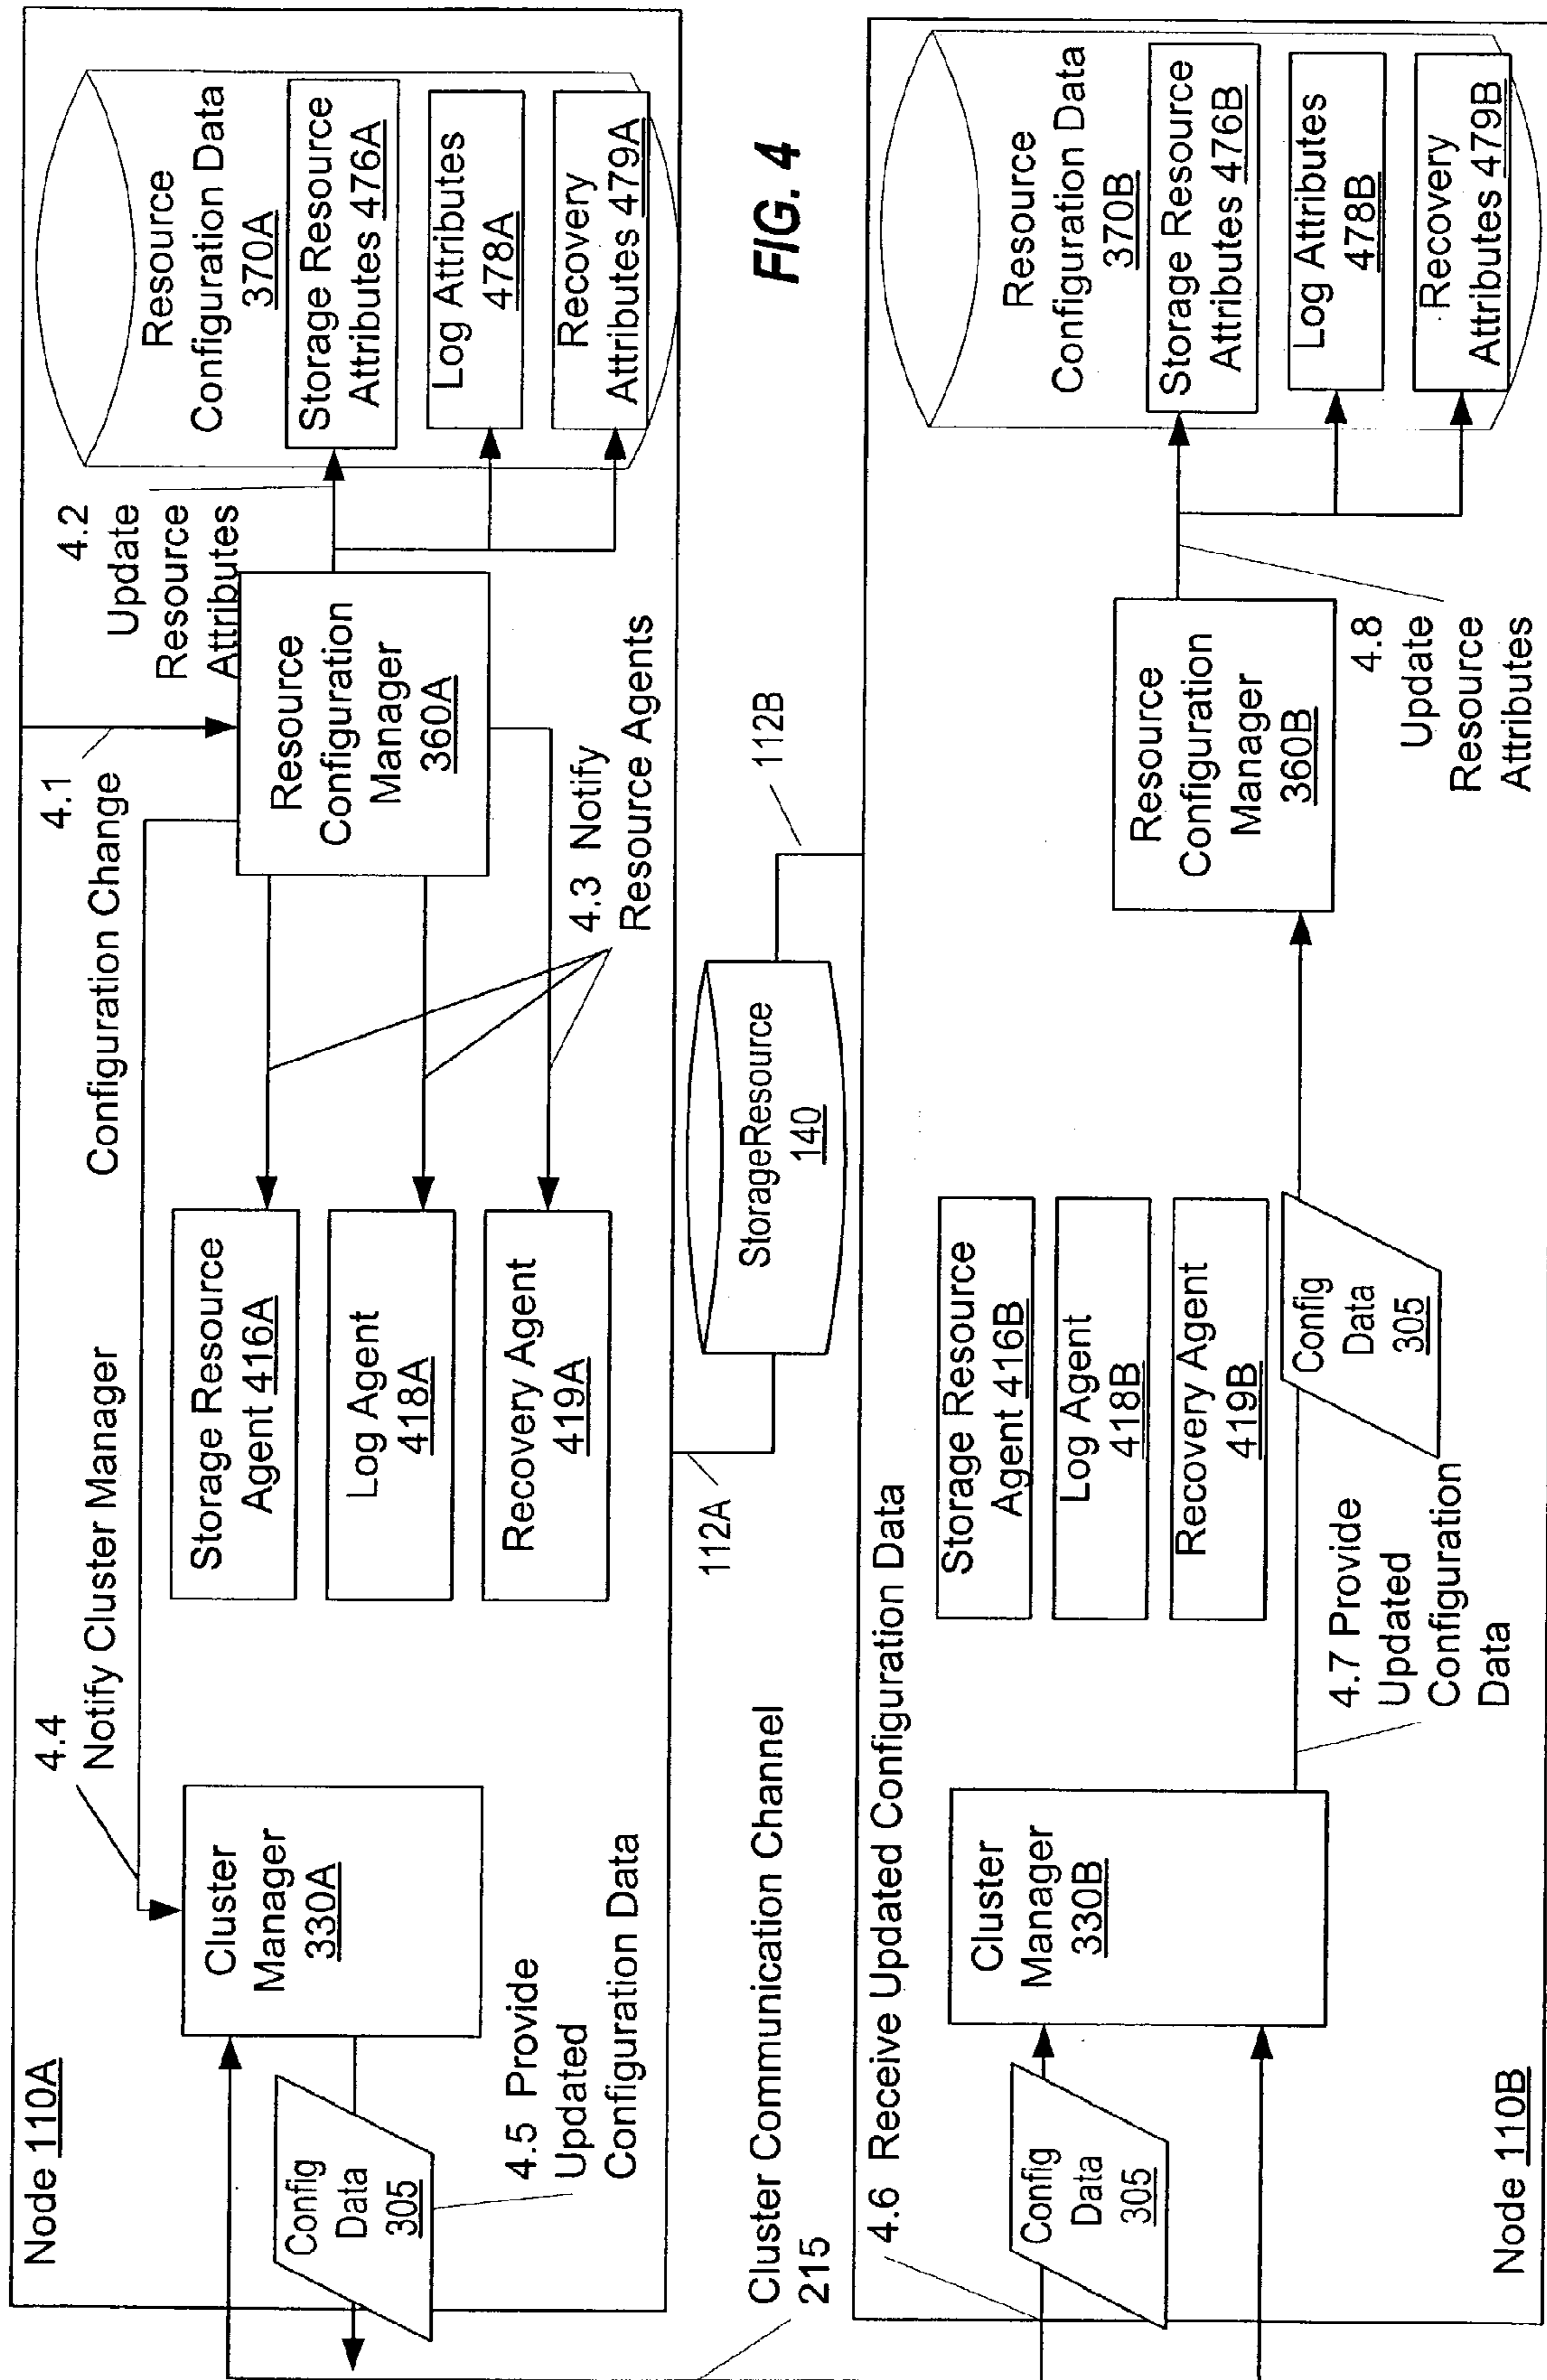 Node 110A
4.4
Notify Cluster Manager
4.1
Configuration Change
4.2
Update
Resource
Attributes
Resource
Configuration Data
370A
Storage Resource
Attributes 476A
Log Attributes
478A
Recovery
Attributes 479A
Cluster
Manager
330A
Storage Resource
Agent 416A
Log Agent
418A
Recovery Agent
419A
Resource
Configuration
Manager
360A
4.3 Notify
Resource Agents
Config
Data
305
4.5 Provide
Updated
Configuration Data
Cluster Communication Channel
215
112A
StorageResource
140
112B
FIG. 4
4.6 Receive Updated Configuration Data
Config
Data
305
Cluster
Manager
330B
Storage Resource
Agent 416B
Log Agent
418B
Recovery Agent
419B
Config
Data
305
4.7 Provide
Updated
Configuration
Data
Resource
Configuration
Manager
360B
4.8
Update
Resource
Attributes
Resource
Configuration Data
370B
Storage Resource
Attributes 476B
Log Attributes
478B
Recovery
Attributes 479B
Node 110B